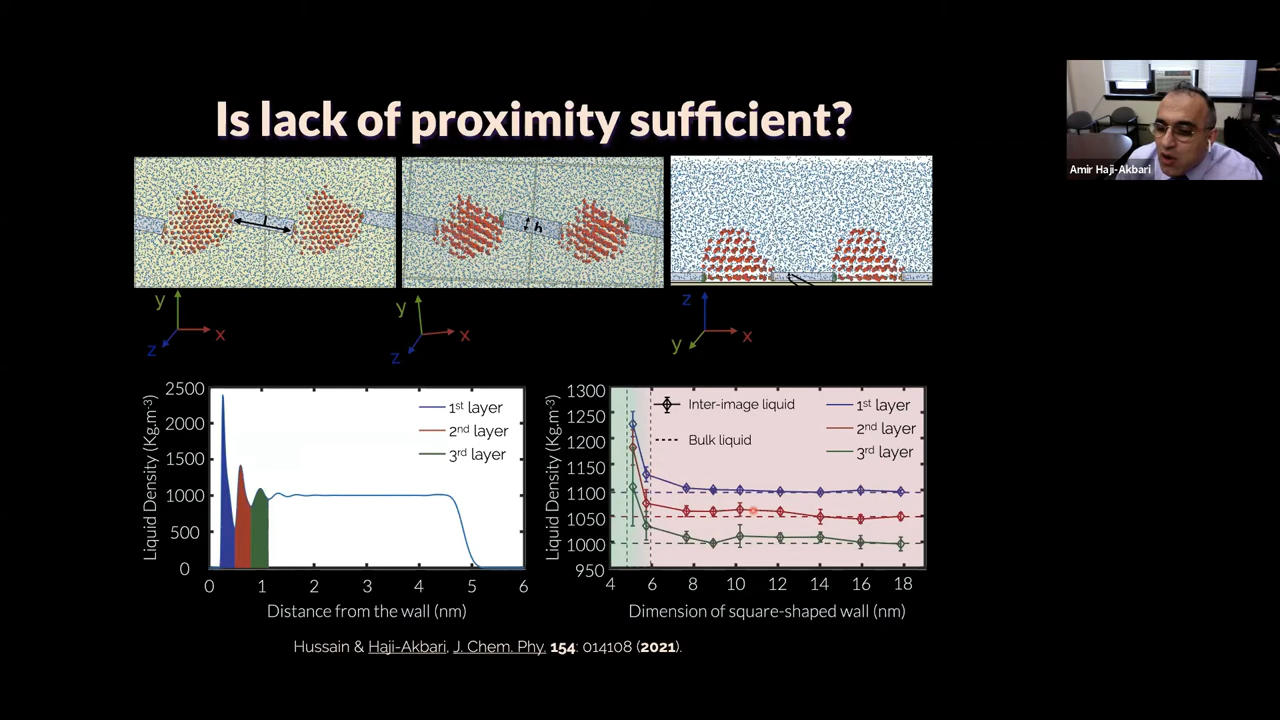 Is lack of proximity sufficient?
Amir Haji-Akbari
l
h
y
x
z
y
x
z
z
x
y
Liquid Density (Kg.m-3)
2500
2000
1500
1000
500
0
0 1 2 3 4 5 6
Distance from the wall (nm)
1st layer
2nd layer
3rd layer
Liquid Density (Kg.m-3)
1300
1250
1200
1150
1100
1050
1000
950
4 6 8 10 12 14 16 18
Dimension of square-shaped wall (nm)
Inter-image liquid
Bulk liquid
1st layer
2nd layer
3rd layer
Hussain & Haji-Akbari, J. Chem. Phy. 154: 014108 (2021).